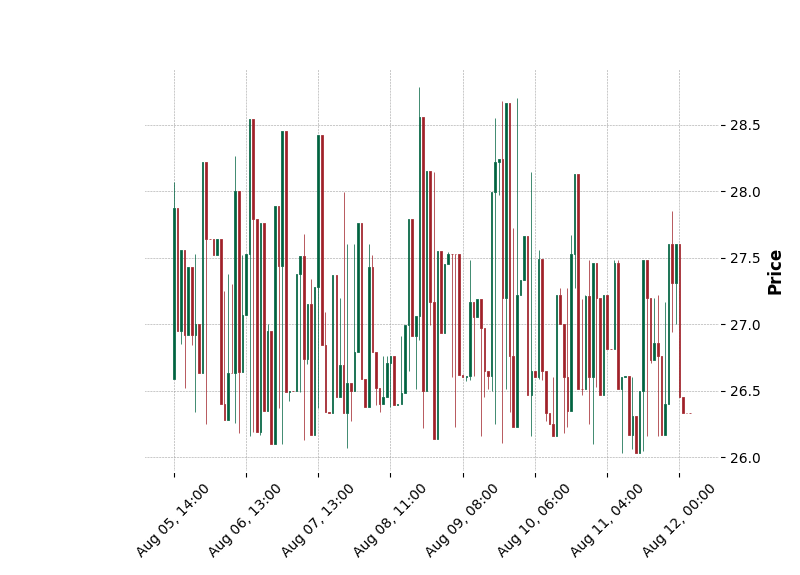 28.5
28.0
27.5
27.0
26.5
26.0
Price
Aug 05, 14:00
Aug 06, 13:00
Aug 07, 13:00
Aug 08, 11:00
Aug 09, 08:00
Aug 10, 06:00
Aug 11, 04:00
Aug 12, 00:00